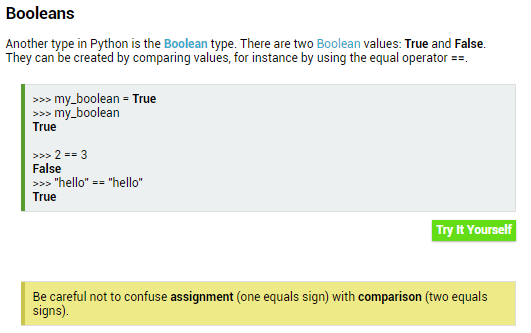 Booleans
Another type in Python is the Boolean type. There are two Boolean values: True and False.
They can be created by comparing values, for instance by using the equal operator ==.
>>> my_boolean = True
>>> my_boolean
True
>>> 2 == 3
False
>>> "hello" == "hello"
True
Try It Yourself
Be careful not to confuse assignment (one equals sign) with comparison (two equals
signs).